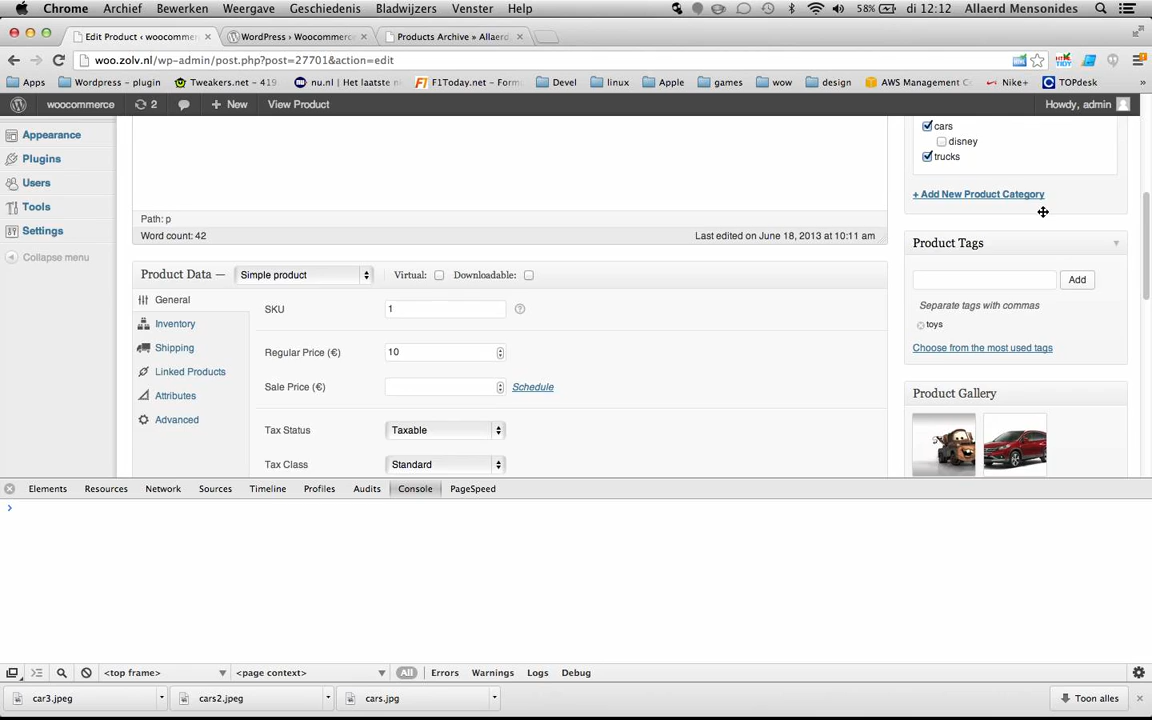 Chrome Archief Bewerken Weergave Geschiedenis Bladwijzers Venster Help 58% di 12:12 Allaerd Mensonides
Edit Product ‹ woocommer WordPress › Woocommerce Products Archive » Allaerd
woo.zolv.nl/wp-admin/post.php?post=27701&action=edit
Apps Wordpress - plugin Tweakers.net - 419 nu.nl | Het laatste F1Today.net - Form Devel linux Apple games wow design AWS Management C Nike+ TOPdesk »
woocommerce 2 + New View Product Howdy, admin
Appearance
Plugins
Users
Tools
Settings
Collapse menu
cars
disney
trucks
+ Add New Product Category
Path: p
Word count: 42 Last edited on June 18, 2013 at 10:11 am
Product Data — Simple product Virtual: Downloadable:
General
Inventory
Shipping
Linked Products
Attributes
Advanced
SKU 1
Regular Price (€) 10
Sale Price (€) Schedule
Tax Status Taxable
Tax Class Standard
Product Tags
Add
Separate tags with commas
toys
Choose from the most used tags
Product Gallery
Elements Resources Network Sources Timeline Profiles Audits Console PageSpeed
<top frame> <page context> All Errors Warnings Logs Debug
car3.jpeg cars2.jpeg cars.jpg Toon alles